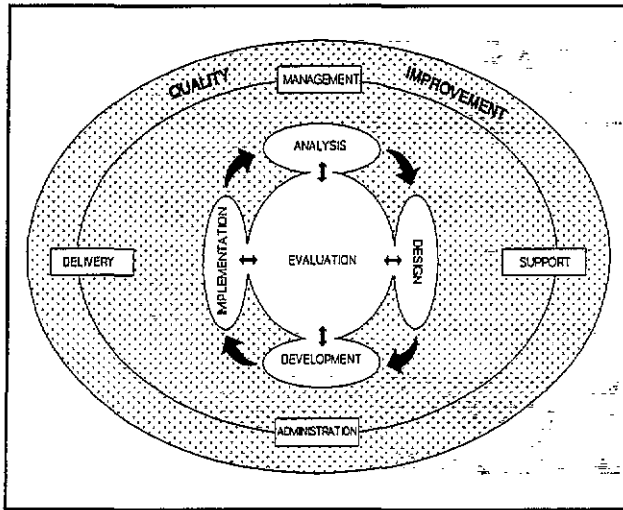 QUALITY
IMPROVEMENT
MANAGEMENT
ANALYSIS
IMPLEMENTATION
DESIGN
DELIVERY
EVALUATION
SUPPORT
DEVELOPMENT
ADMINISTRATION